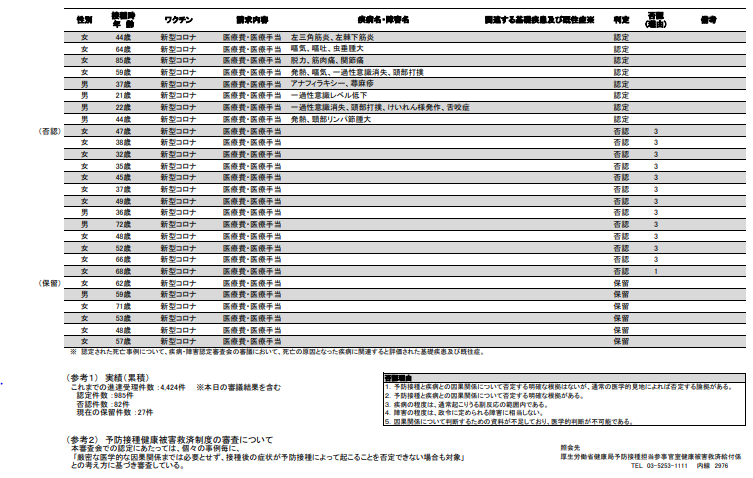 性別 接種時年齢 ワクチン 請求内容 疾病名・障害名 関連する基礎疾患及び既往症※ 判定 否認(理由) 備考
女 44歳 新型コロナ 医療費・医療手当 左三角筋炎、左棘下筋炎 認定
女 64歳 新型コロナ 医療費・医療手当 嘔気、嘔吐、虫垂腫大 認定
女 85歳 新型コロナ 医療費・医療手当 脱力、筋肉痛、関節痛 認定
女 59歳 新型コロナ 医療費・医療手当 発熱、嘔気、一過性意識消失、頭部打撲 認定
男 37歳 新型コロナ 医療費・医療手当 アナフィラキシー、蕁麻疹 認定
男 21歳 新型コロナ 医療費・医療手当 一過性意識レベル低下 認定
男 22歳 新型コロナ 医療費・医療手当 一過性意識消失、頭部打撲、けいれん様発作、舌咬症 認定
男 44歳 新型コロナ 医療費・医療手当 発熱、頸部リンパ節腫大 認定
(否認) 女 47歳 新型コロナ 医療費・医療手当 否認 3
女 38歳 新型コロナ 医療費・医療手当 否認 3
女 32歳 新型コロナ 医療費・医療手当 否認 3
女 35歳 新型コロナ 医療費・医療手当 否認 3
女 45歳 新型コロナ 医療費・医療手当 否認 3
女 37歳 新型コロナ 医療費・医療手当 否認 3
女 49歳 新型コロナ 医療費・医療手当 否認 3
男 36歳 新型コロナ 医療費・医療手当 否認 3
男 72歳 新型コロナ 医療費・医療手当 否認 3
女 48歳 新型コロナ 医療費・医療手当 否認 3
女 52歳 新型コロナ 医療費・医療手当 否認 3
女 66歳 新型コロナ 医療費・医療手当 否認 3
女 68歳 新型コロナ 医療費・医療手当 否認 1
(保留) 女 62歳 新型コロナ 医療費・医療手当 保留
男 59歳 新型コロナ 医療費・医療手当 保留
女 71歳 新型コロナ 医療費・医療手当 保留
女 53歳 新型コロナ 医療費・医療手当 保留
女 48歳 新型コロナ 医療費・医療手当 保留
女 57歳 新型コロナ 医療費・医療手当 保留
※ 認定された死亡事例について、疾病・障害認定審査会の審議において、死亡の原因となった疾病に関連すると評価された基礎疾患及び既往症。
(参考1) 実績(累積)
これまでの進達受理件数:4,424件 ※本日の審議結果を含む
認定件数:985件
否認件数:82件
現在の保留件数:27件
否認理由
1. 予防接種と疾病との因果関係について否定する明確な根拠はないが、通常の医学的見地によれば否定する論拠がある。
2. 予防接種と疾病との因果関係について否定する明確な根拠がある。
3. 疾病の程度は、通常起こりうる副反応の範囲内である。
4. 障害の程度は、政令に定められる障害に相当しない。
5. 因果関係について判断するための資料が不足しており、医学的判断が不可能である。
(参考2) 予防接種健康被害救済制度の審査について
本審査会での認定にあたっては、個々の事例毎に、
「厳密な医学的な因果関係までは必要とせず、接種後の症状が予防接種によって起こることを否定できない場合も対象」
との考え方に基づき審査している。
照会先
厚生労働省健康局予防接種担当参事官室健康被害救済給付係
TEL 03-5253-1111 内線 2976